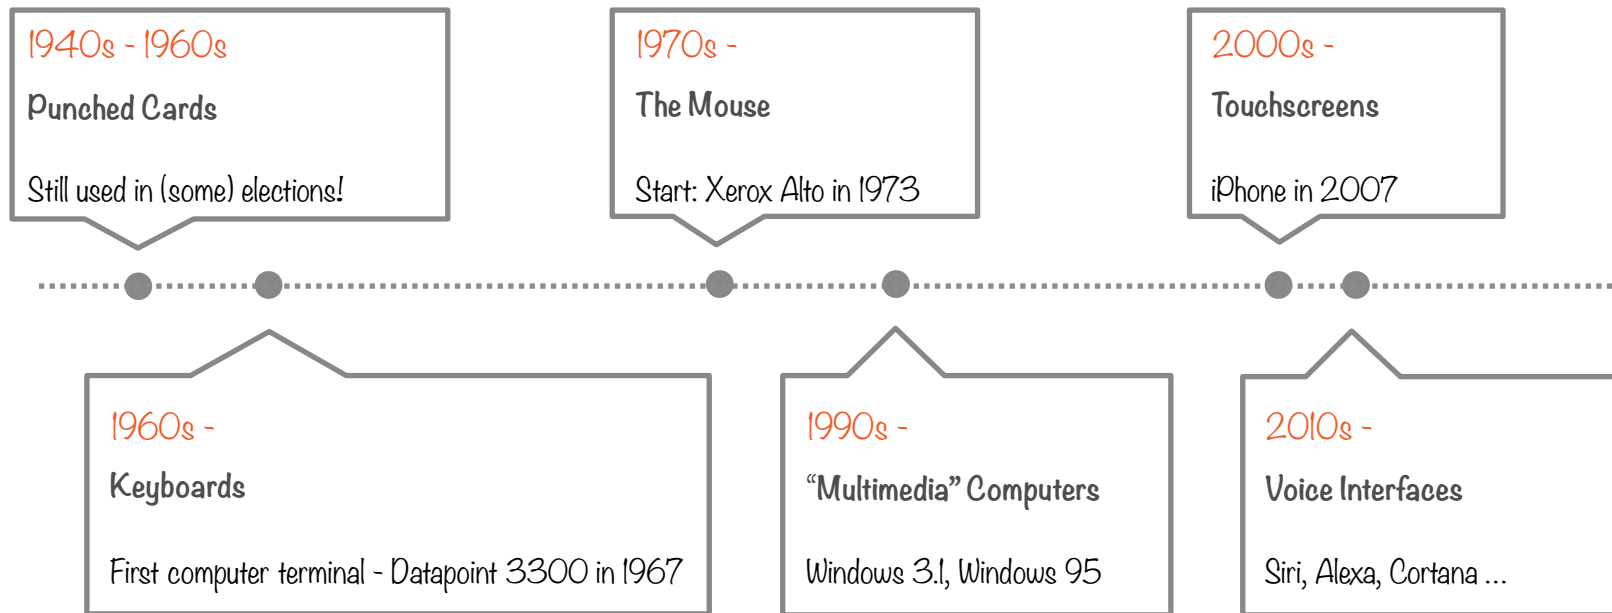 1940s - 1960s
Punched Cards
Still used in (some) elections!
1960s -
Keyboards
First computer terminal - Datapoint 3300 in 1967
1970s -
The Mouse
Start: Xerox Alto in 1973
1990s -
“Multimedia” Computers
Windows 3.1, Windows 95
2000s -
Touchscreens
iPhone in 2007
2010s -
Voice Interfaces
Siri, Alexa, Cortana ...